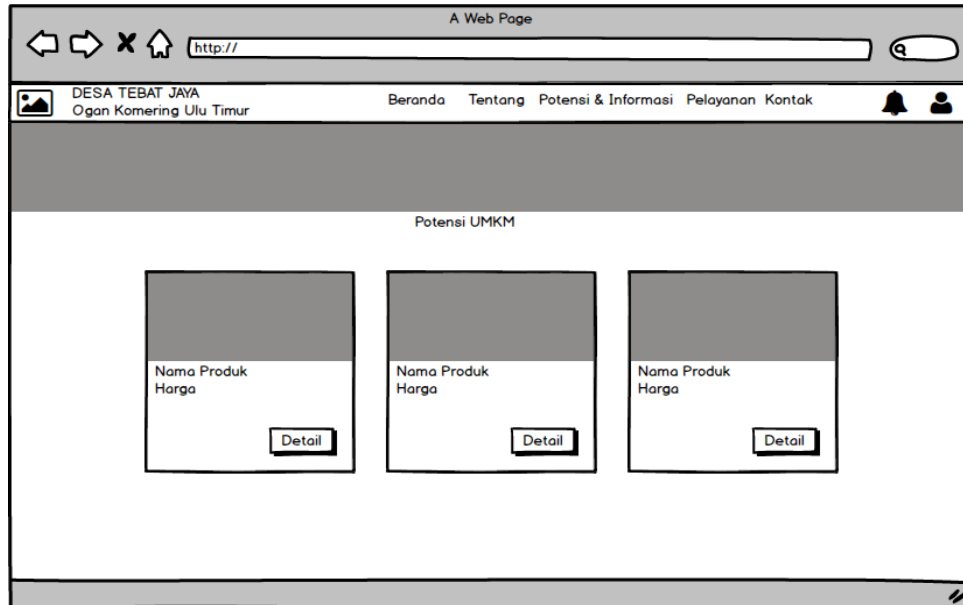 A Web Page
http://
DESA TEBAT JAYA
Ogan Komering Ulu Timur
Beranda Tentang Potensi & Informasi Pelayanan Kontak
Potensi UMKM
Nama Produk
Harga
Detail
Nama Produk
Harga
Detail
Nama Produk
Harga
Detail